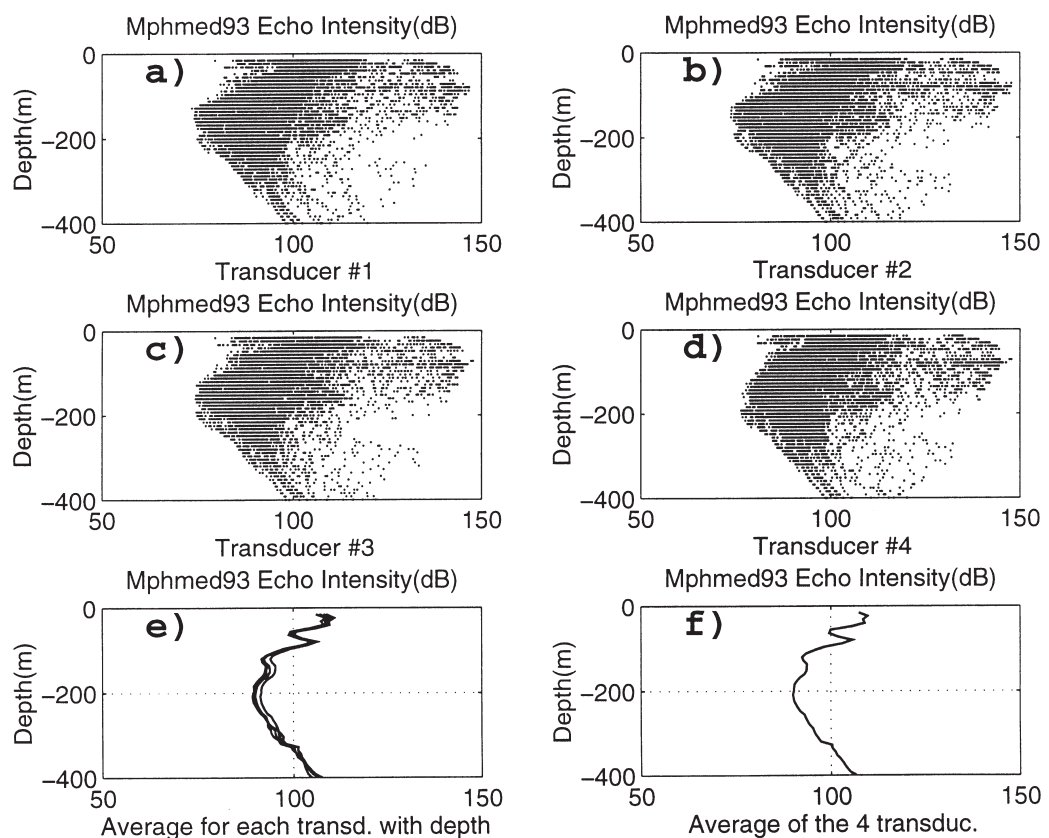 Mphmed93 Echo Intensity(dB)
a)
Depth(m)
0
−200
−400
50
100
150
Transducer #1
Mphmed93 Echo Intensity(dB)
b)
Depth(m)
0
−200
−400
50
100
150
Transducer #2
Mphmed93 Echo Intensity(dB)
c)
Depth(m)
0
−200
−400
50
100
150
Transducer #3
Mphmed93 Echo Intensity(dB)
d)
Depth(m)
0
−200
−400
50
100
150
Transducer #4
Mphmed93 Echo Intensity(dB)
e)
Depth(m)
0
−200
−400
50
100
150
Average for each transd. with depth
Mphmed93 Echo Intensity(dB)
f)
Depth(m)
0
−200
−400
50
100
150
Average of the 4 transduc.